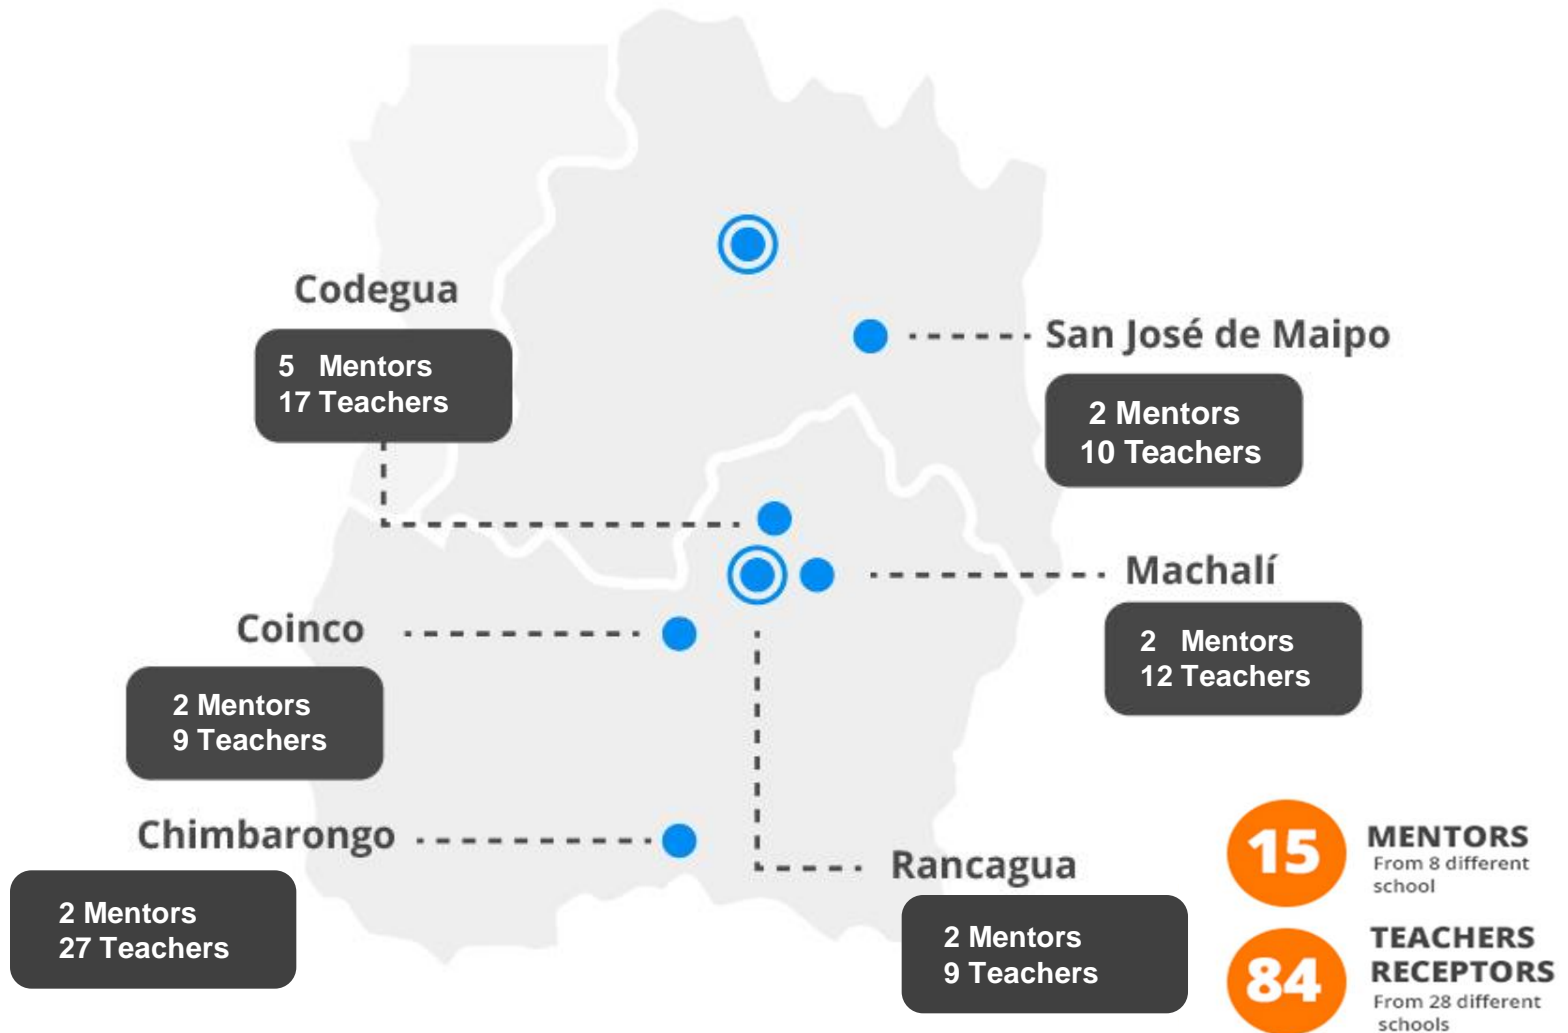 Codegua
5 Mentors
17 Teachers
San José de Maipo
2 Mentors
10 Teachers
Machalí
2 Mentors
12 Teachers
Coinco
2 Mentors
9 Teachers
Chimbarongo
2 Mentors
27 Teachers
Rancagua
2 Mentors
9 Teachers
15
MENTORS
From 8 different
school
84
TEACHERS
RECEPTORS
From 28 different
schools